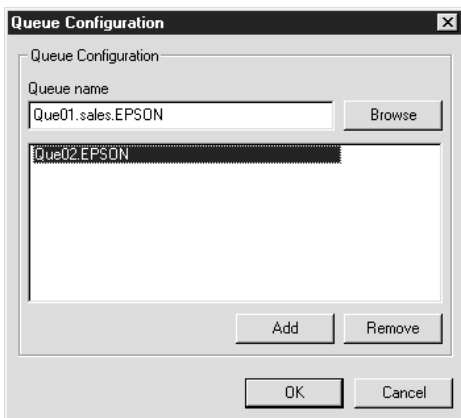 Queue Configuration
Queue Configuration
Queue name
Que01.sales.EPSON
Browse
Que02.EPSON
Add Remove
OK Cancel